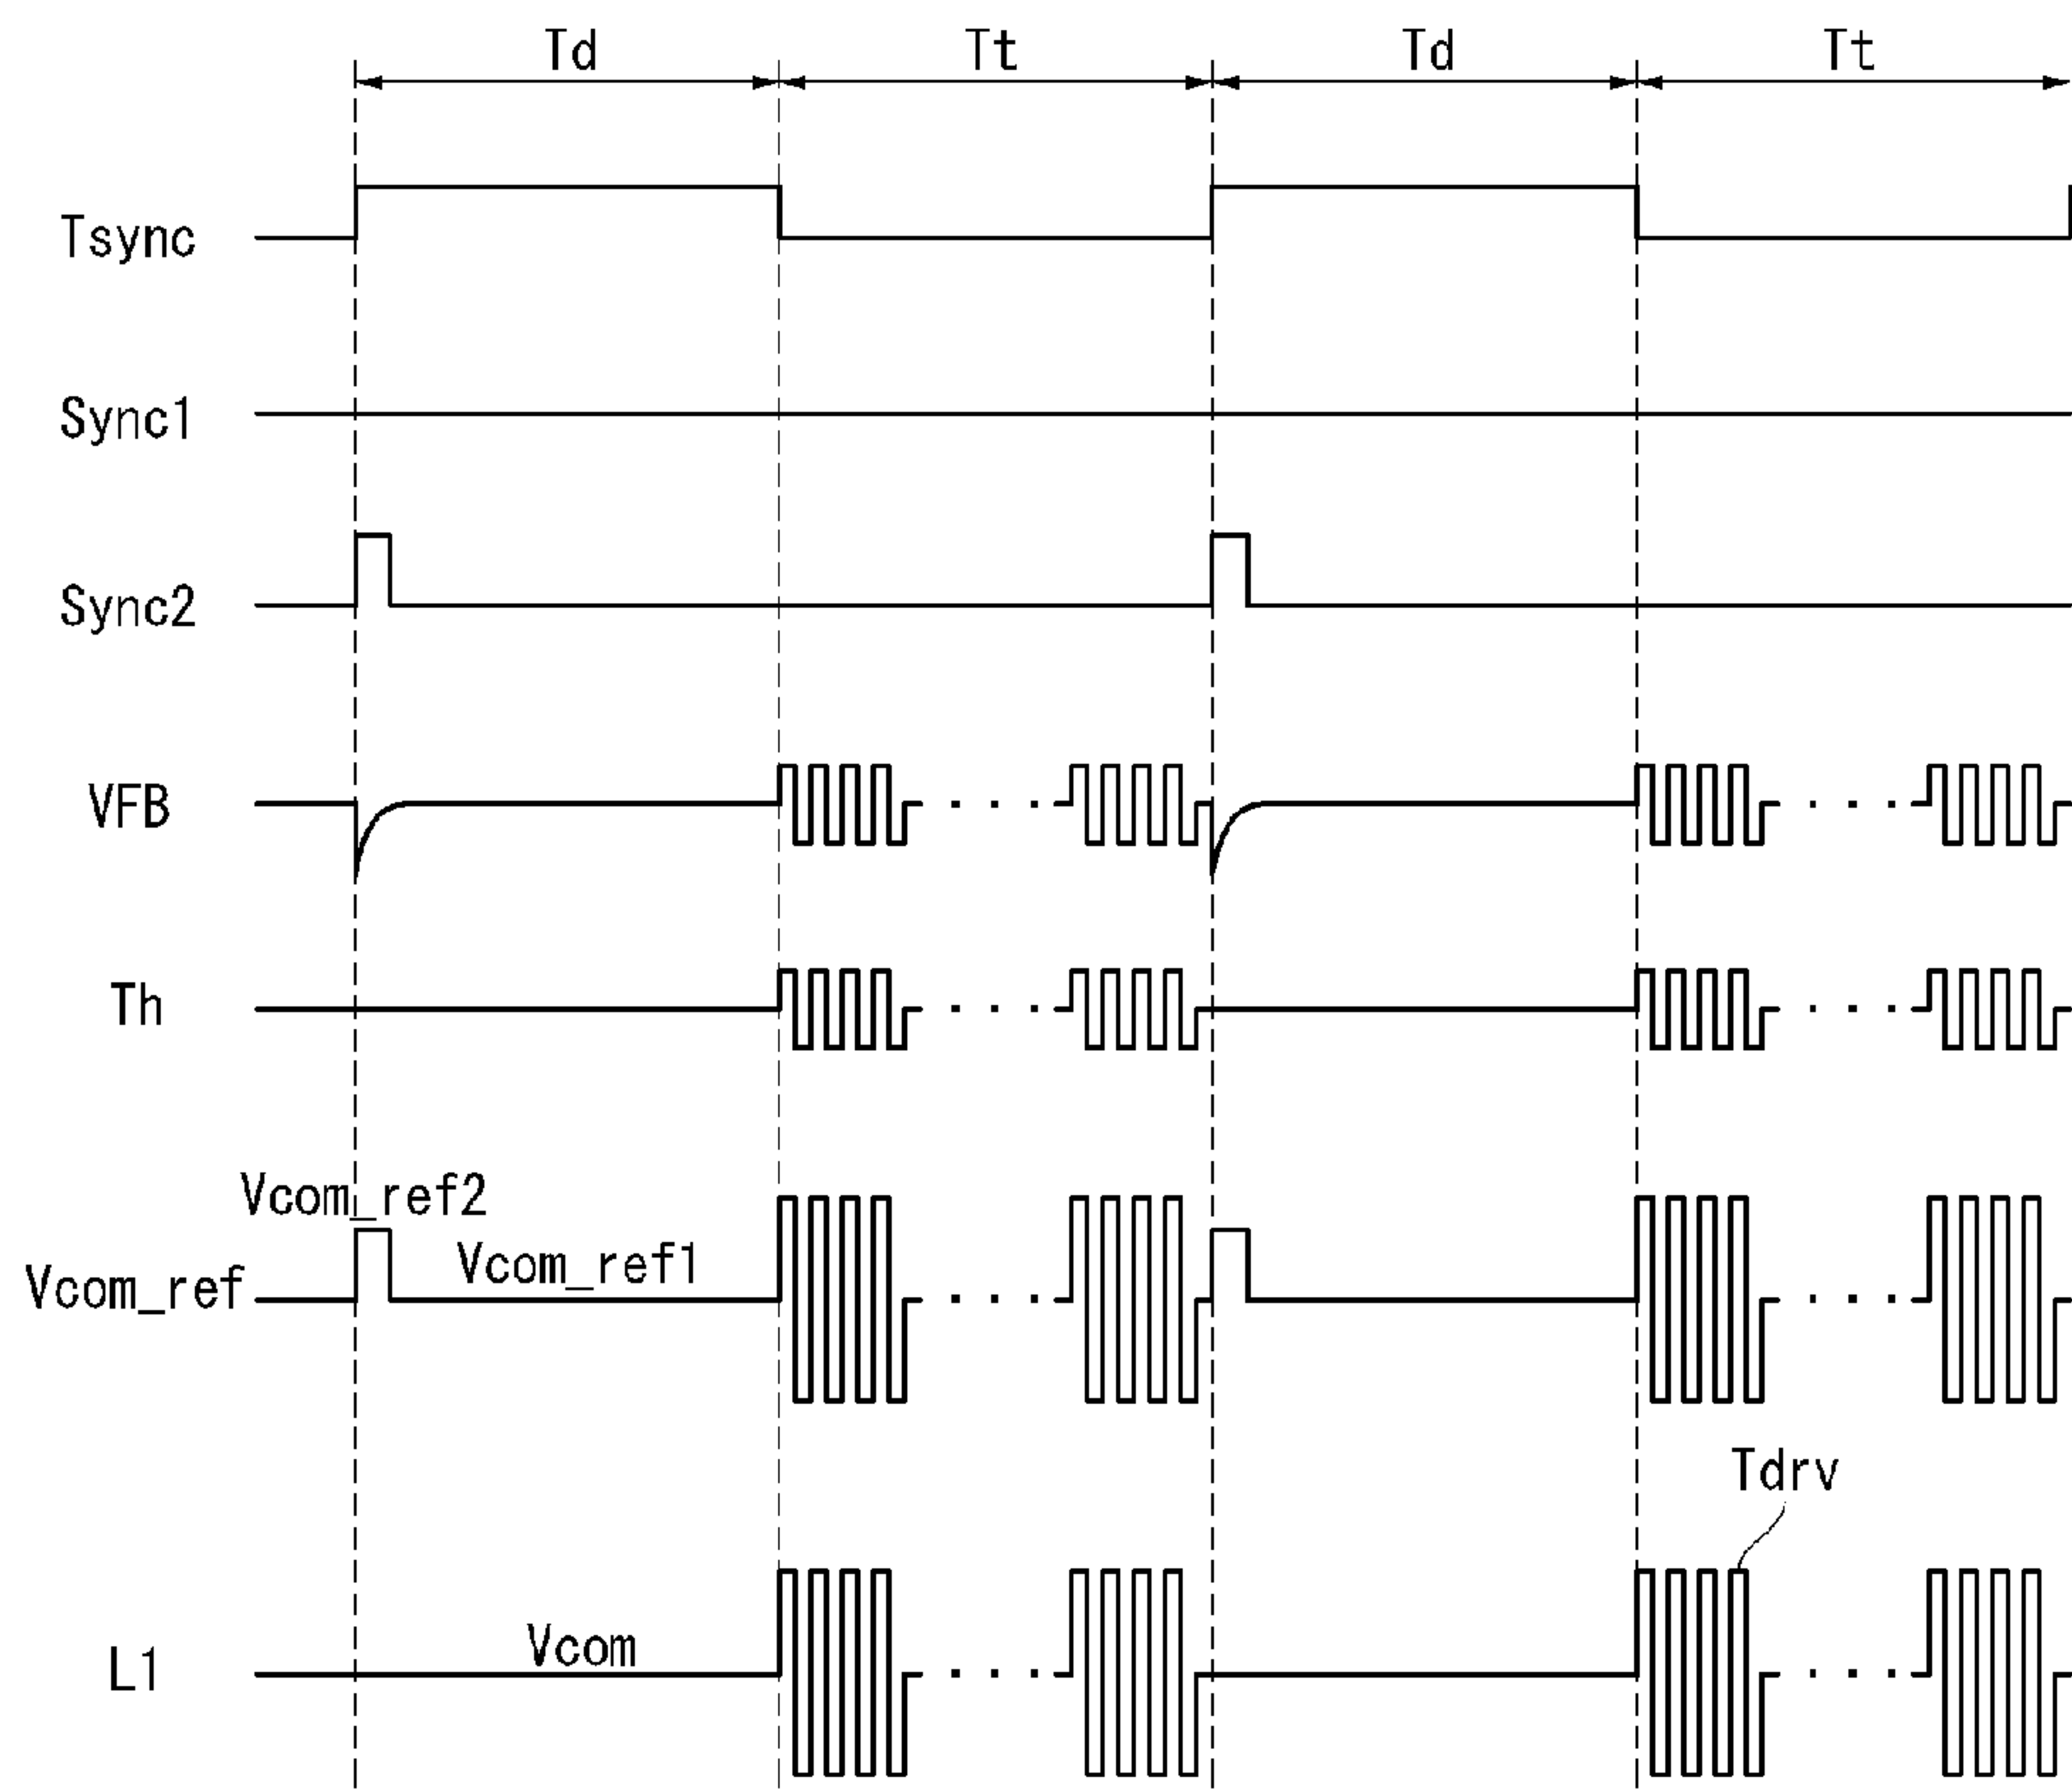 Td Tt Td Tt
Tsync
Sync1
Sync2
VFB
Th
Vcom_ref2
Vcom_ref1
Vcom_ref
Tdrv
Vcom
L1